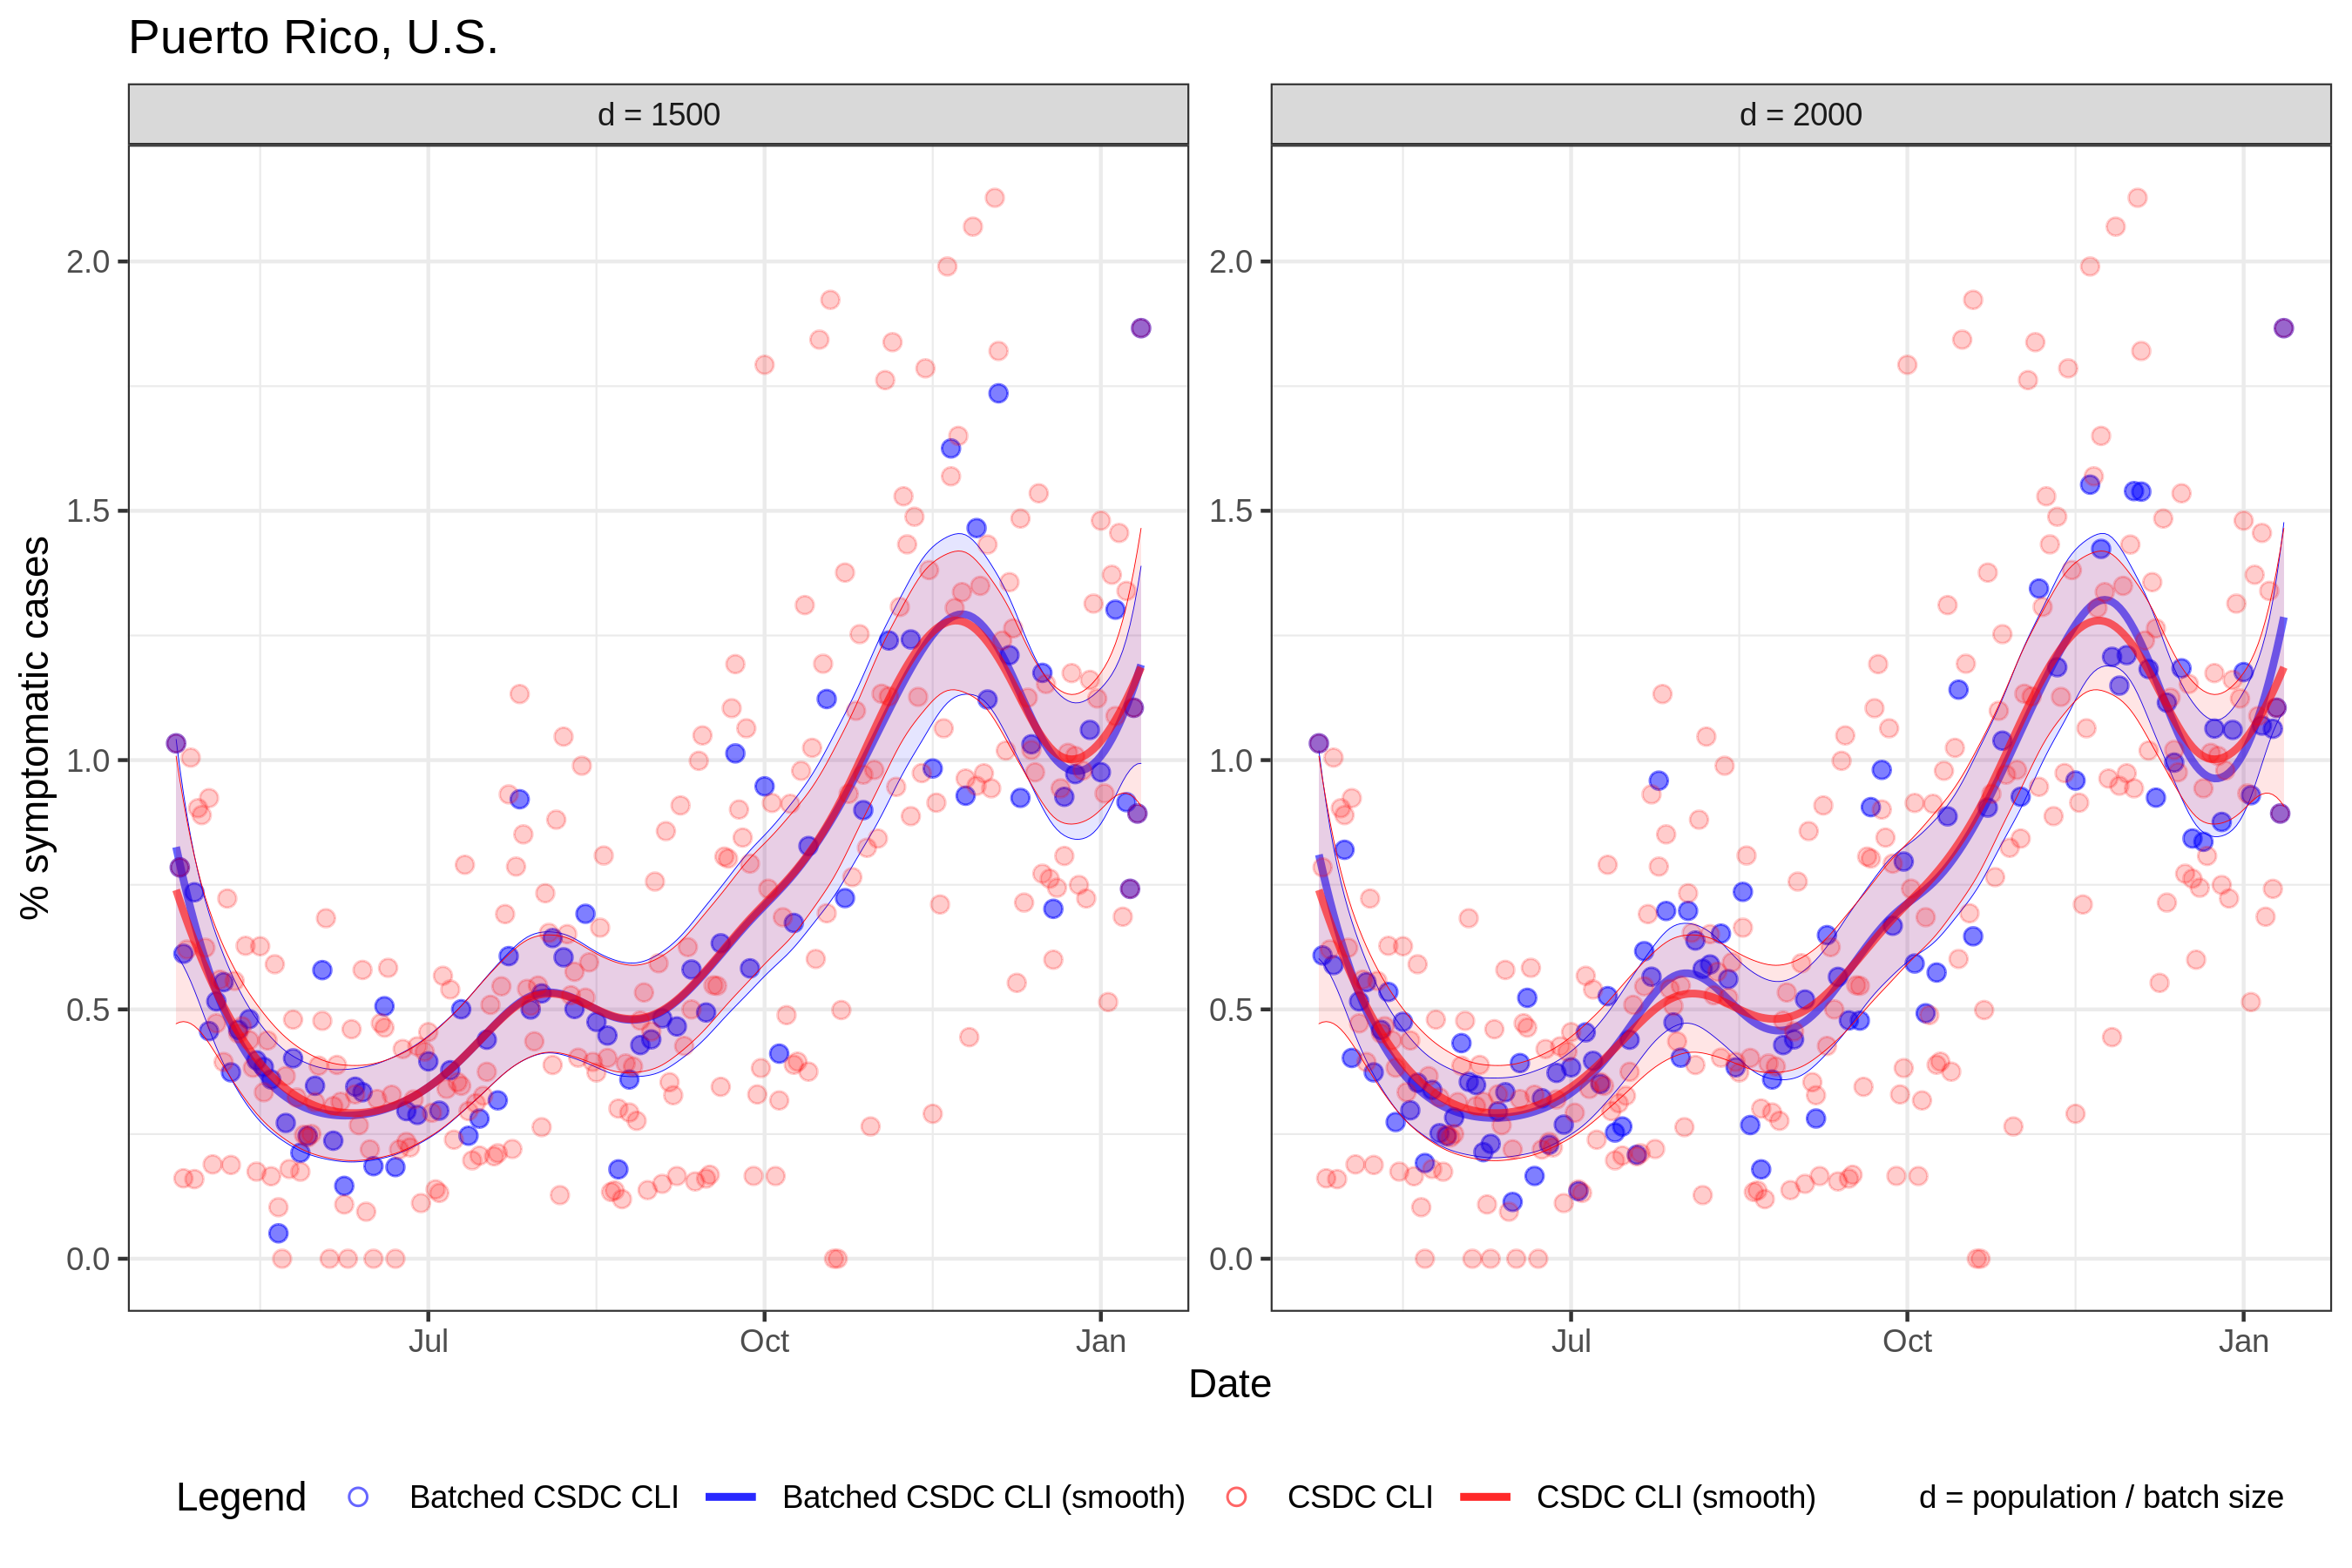 Puerto Rico, U.S.
d = 1500
d = 2000
% symptomatic cases
2.0
1.5
1.0
0.5
0.0
2.0
1.5
1.0
0.5
0.0
Jul
Oct
Jan
Jul
Oct
Jan
Date
Legend
Batched CSDC CLI
Batched CSDC CLI (smooth)
CSDC CLI
CSDC CLI (smooth)
d = population / batch size